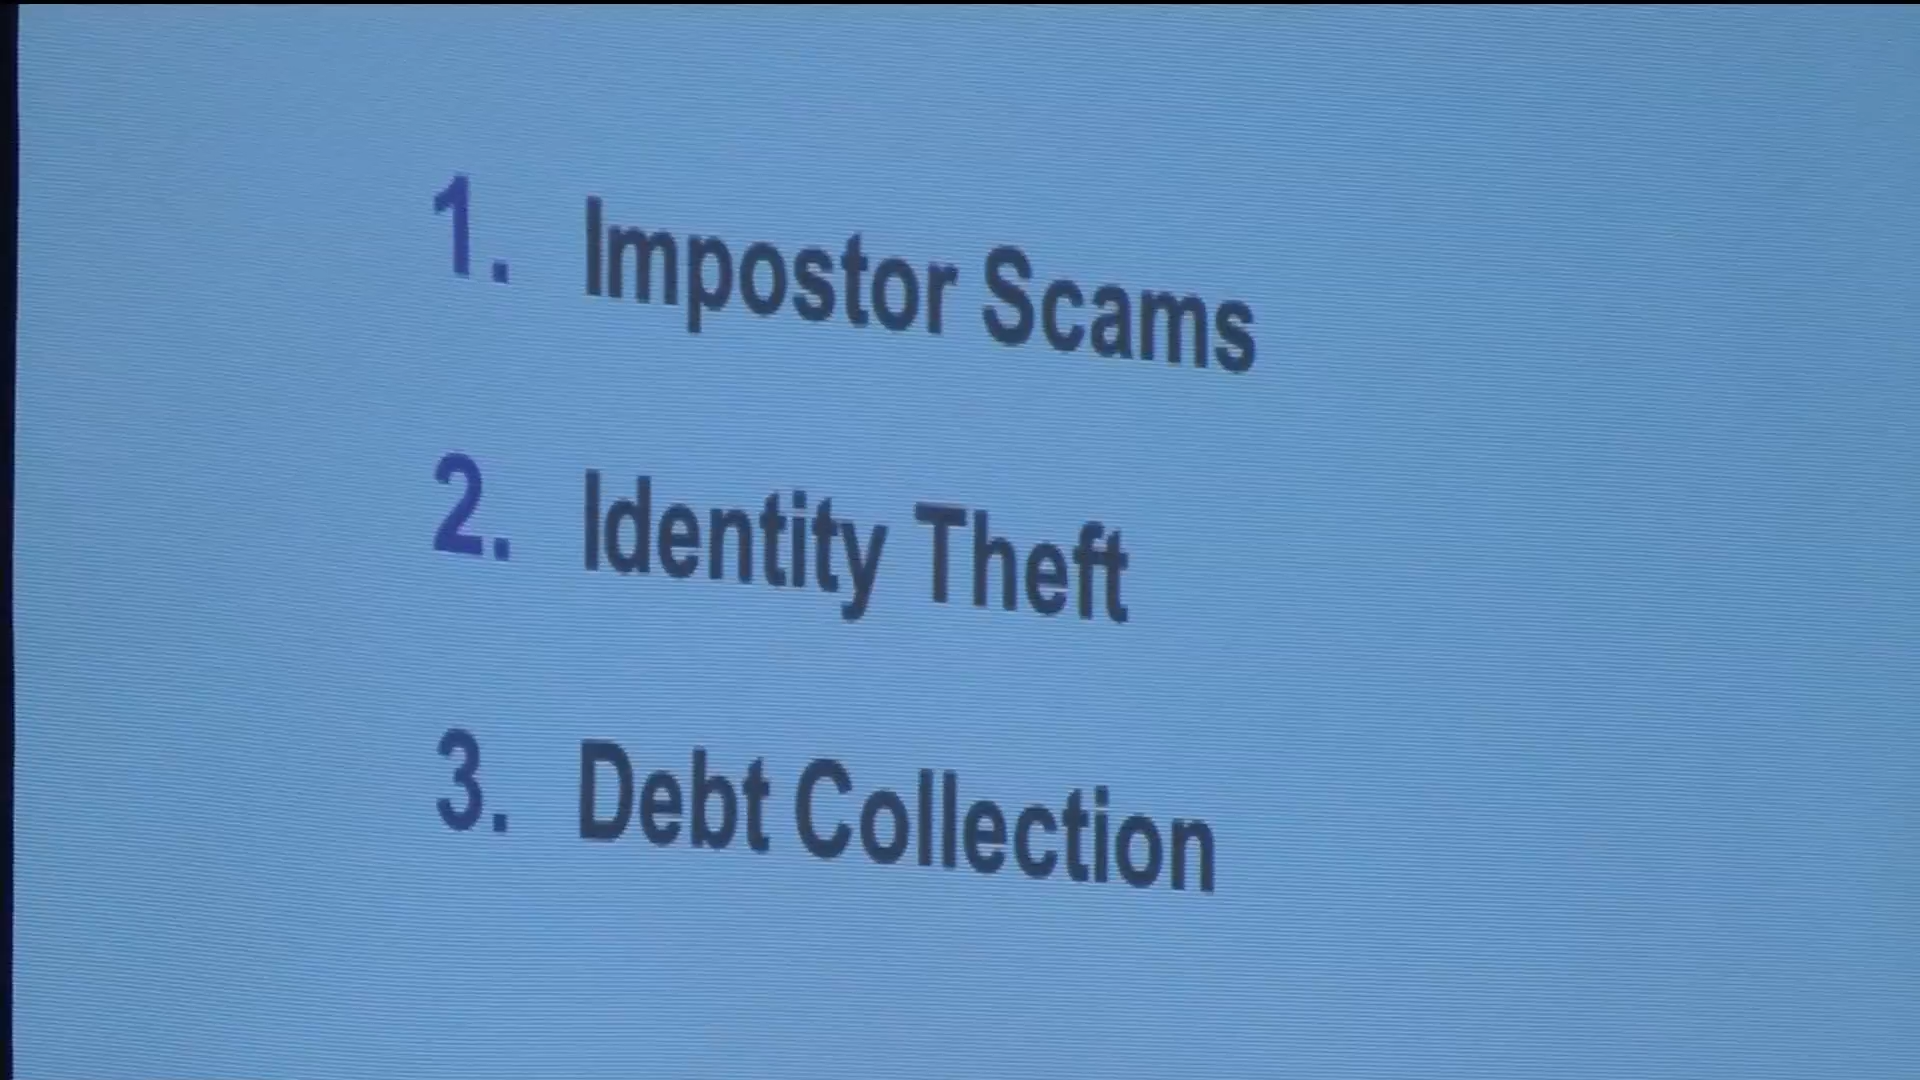 1. Impostor Scams
2. Identity Theft
3. Debt Collection